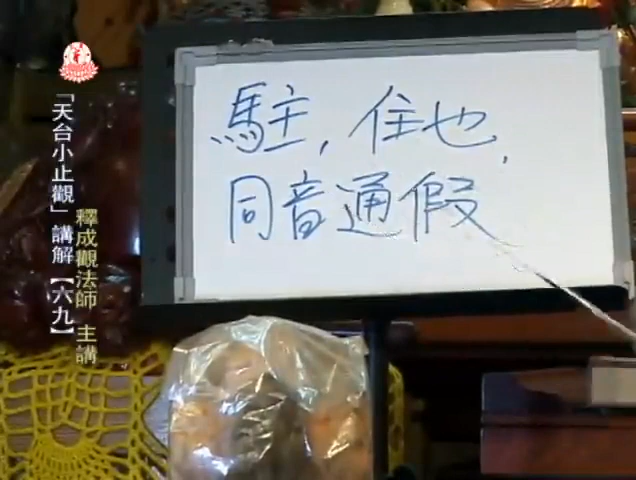 「天台小止觀」講解【六九】
釋成觀法師 主講
駐，住也，
同音通假